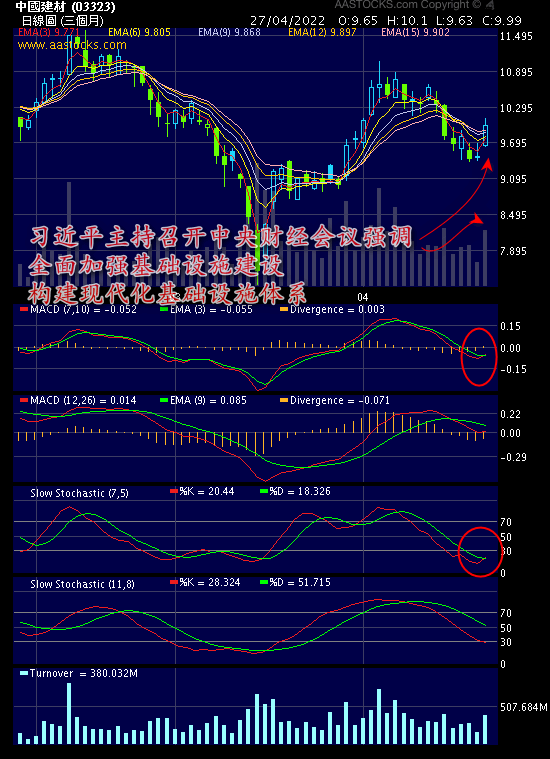 中國建材 (03323)
AASTOCKS.com Copyright ©
日線圖 (三個月) 27/04/2022 O:9.65 H:10.1 L:9.63 C:9.99
EMA(3) 9.771 EMA(6) 9.805 EMA(9) 9.868 EMA(12) 9.897 EMA(15) 9.902
www.aastocks.com
11.495
10.895
10.295
9.695
9.095
8.495
7.895
习近平主持召开中央财经会议强调
全面加强基础设施建设
构建现代化基础设施体系
03 04
MACD (7,10) = -0.052 EMA (3) = -0.055 Divergence = 0.003
0.15
0.00
-0.15
MACD (12,26) = 0.014 EMA (9) = 0.085 Divergence = -0.071
0.22
0.00
-0.29
Slow Stochastic (7,5) %K = 20.44 %D = 18.326
70
50
30
0
Slow Stochastic (11,8) %K = 28.324 %D = 51.715
70
50
30
0
Turnover = 380.032M
507.684M